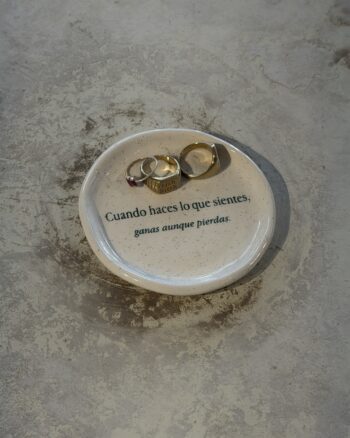 Cuando haces lo que sientes,
ganas aunque pierdas.